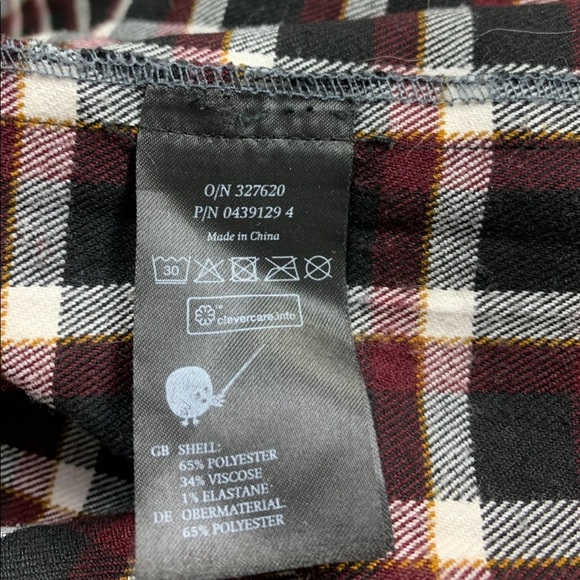 O/N 327620
P/N 0439129 4
Made in China
30
™
clevercare.info
GB SHELL:
65% POLYESTER
34% VISCOSE
1% ELASTANE
DE OBERMATERIAL:
65% POLYESTER